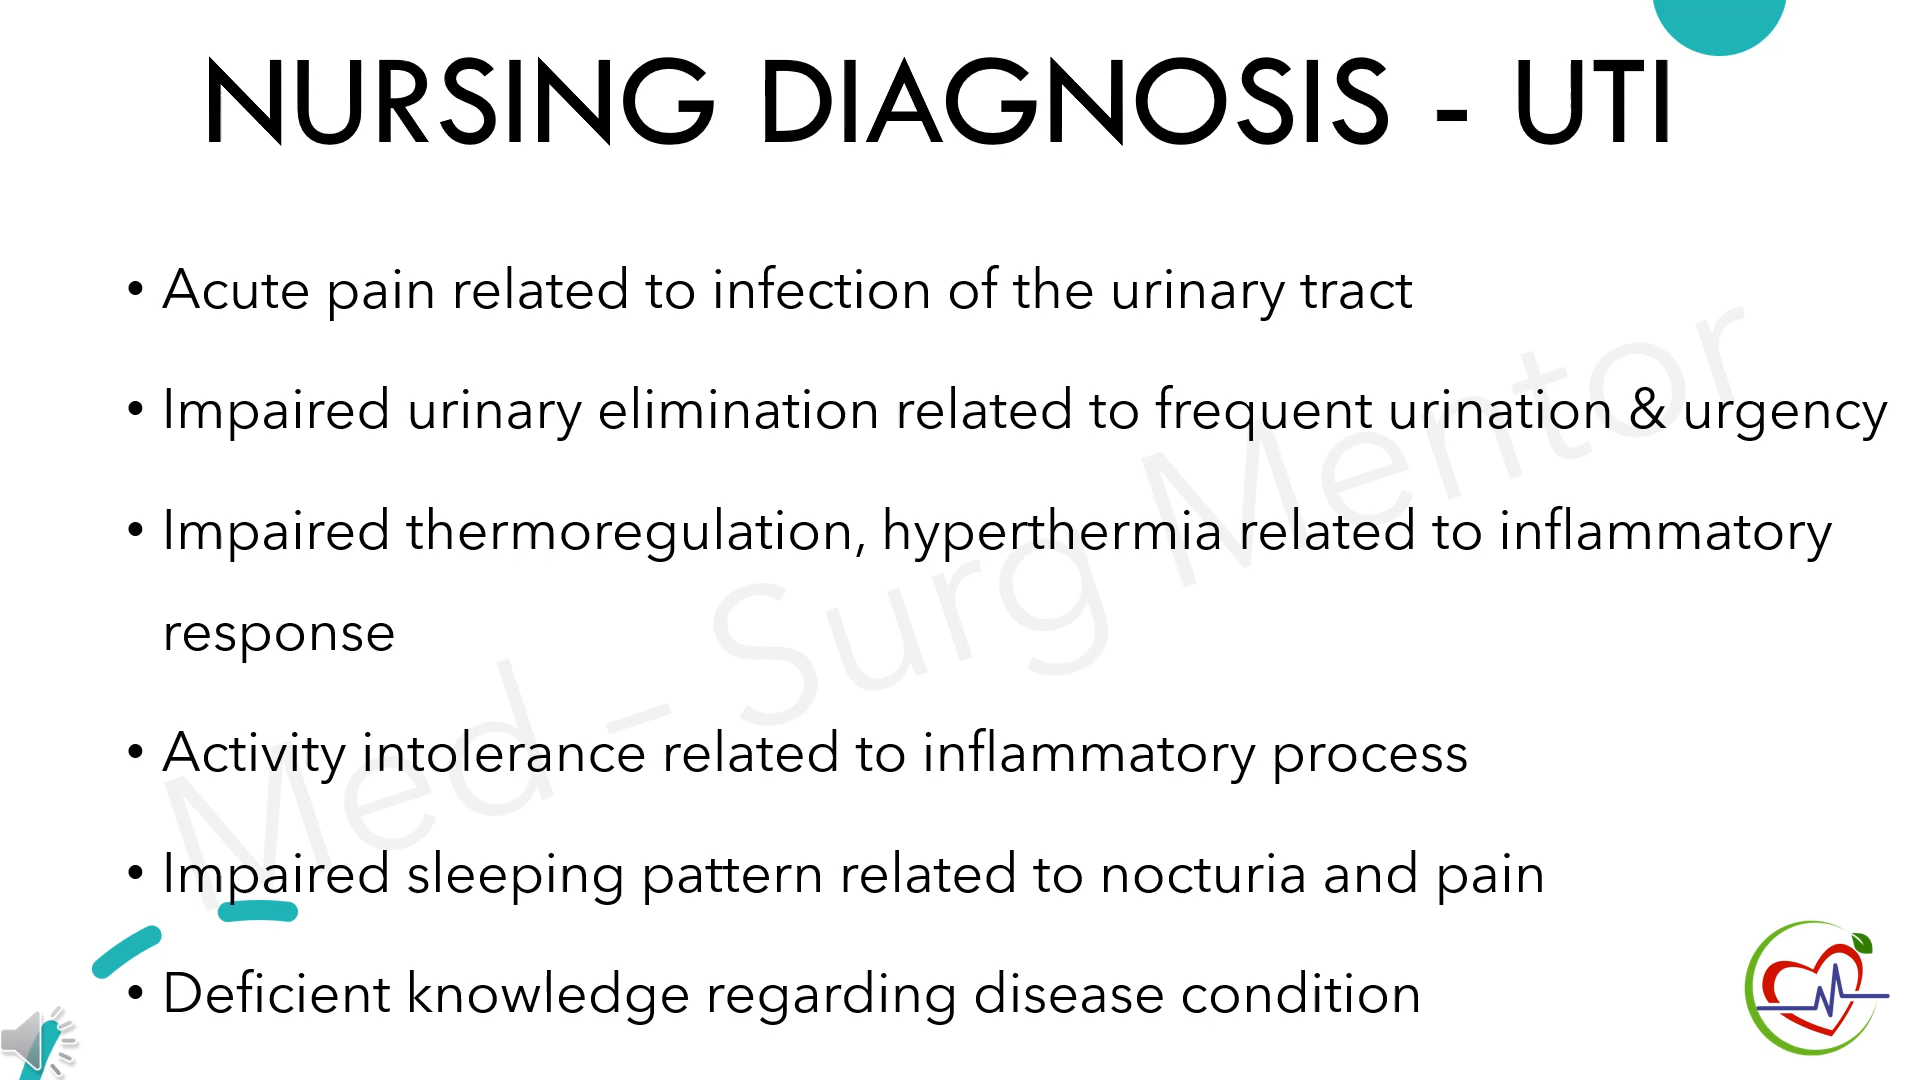 NURSING DIAGNOSIS - UTI
• Acute pain related to infection of the urinary tract
• Impaired urinary elimination related to frequent urination & urgency
• Impaired thermoregulation, hyperthermia related to inflammatory
response
• Activity intolerance related to inflammatory process
• Impaired sleeping pattern related to nocturia and pain
• Deficient knowledge regarding disease condition
Med - Surg Mentor